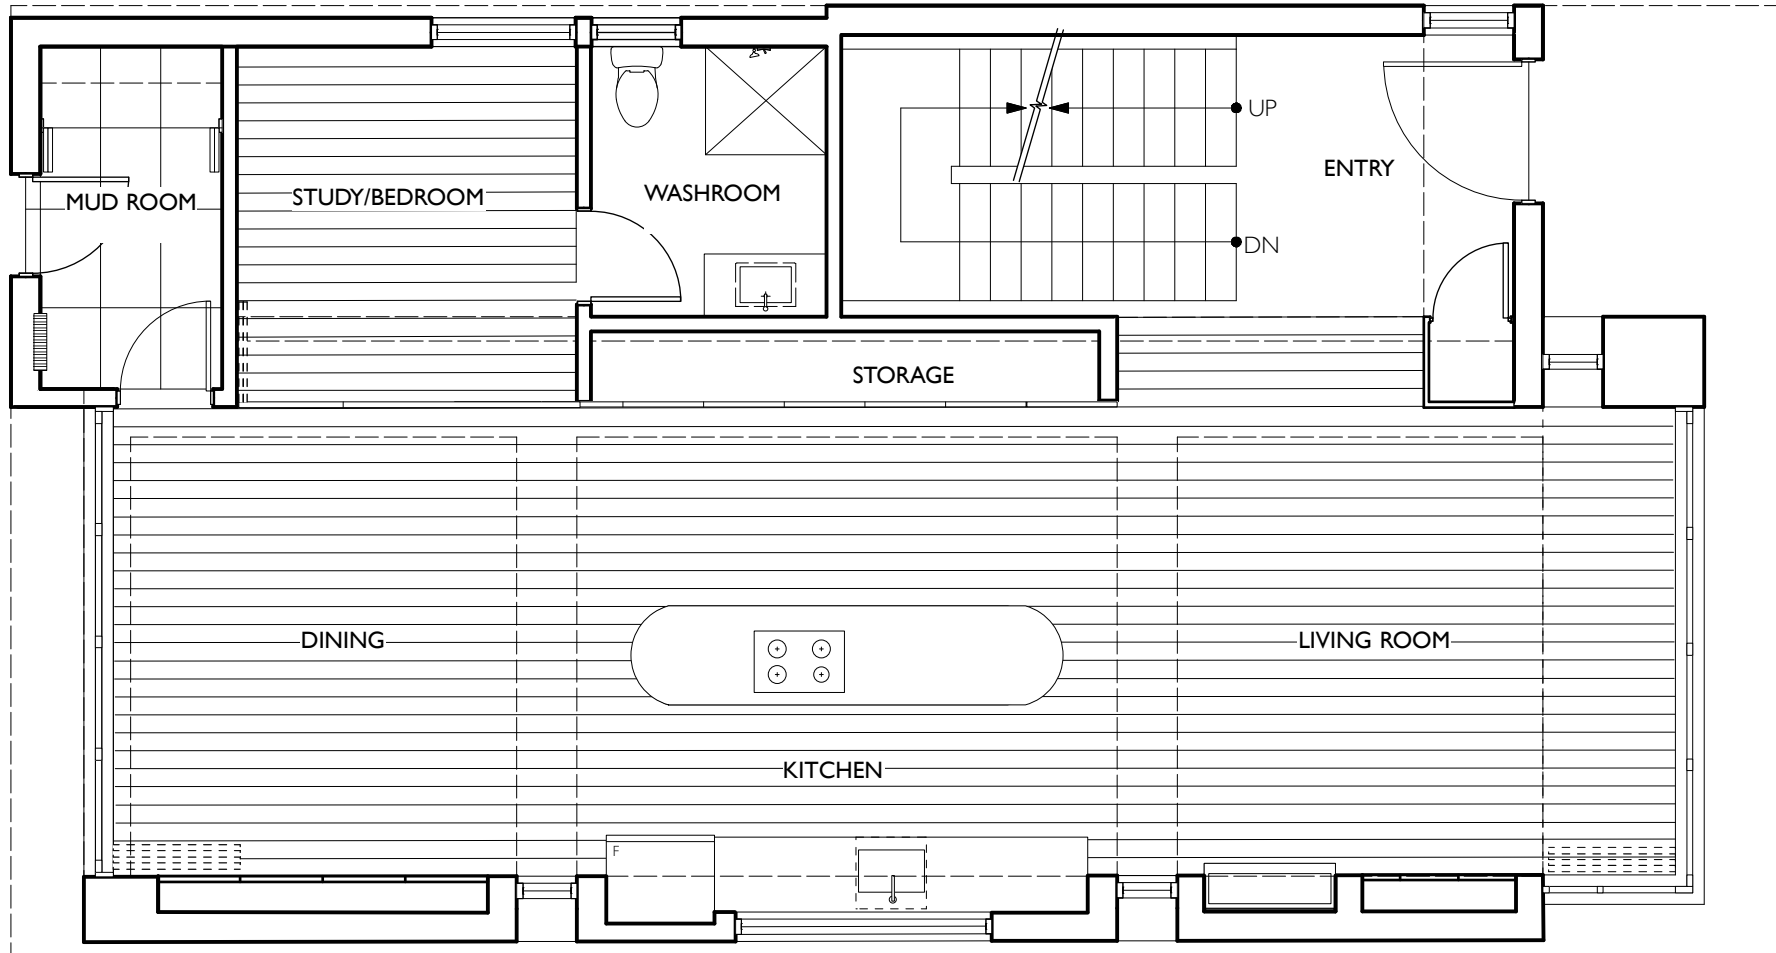 UP
ENTRY
MUD ROOM
STUDY/BEDROOM
WASHROOM
DN
STORAGE
DINING
LIVING ROOM
KITCHEN
F